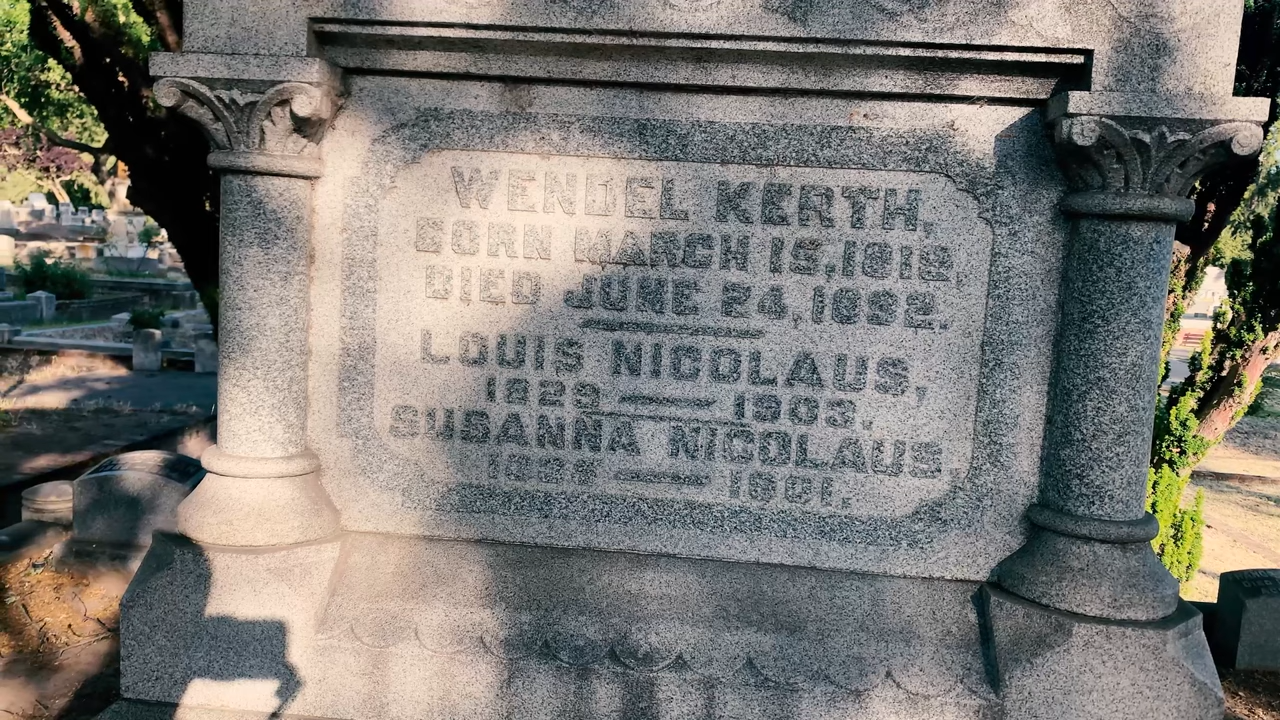 WENDEL KERTH,
BORN MARCH 15, 1819,
DIED JUNE 24, 1892.
LOUIS NICOLAUS,
1829 — 1903.
SUSANNA NICOLAUS
— 1901.